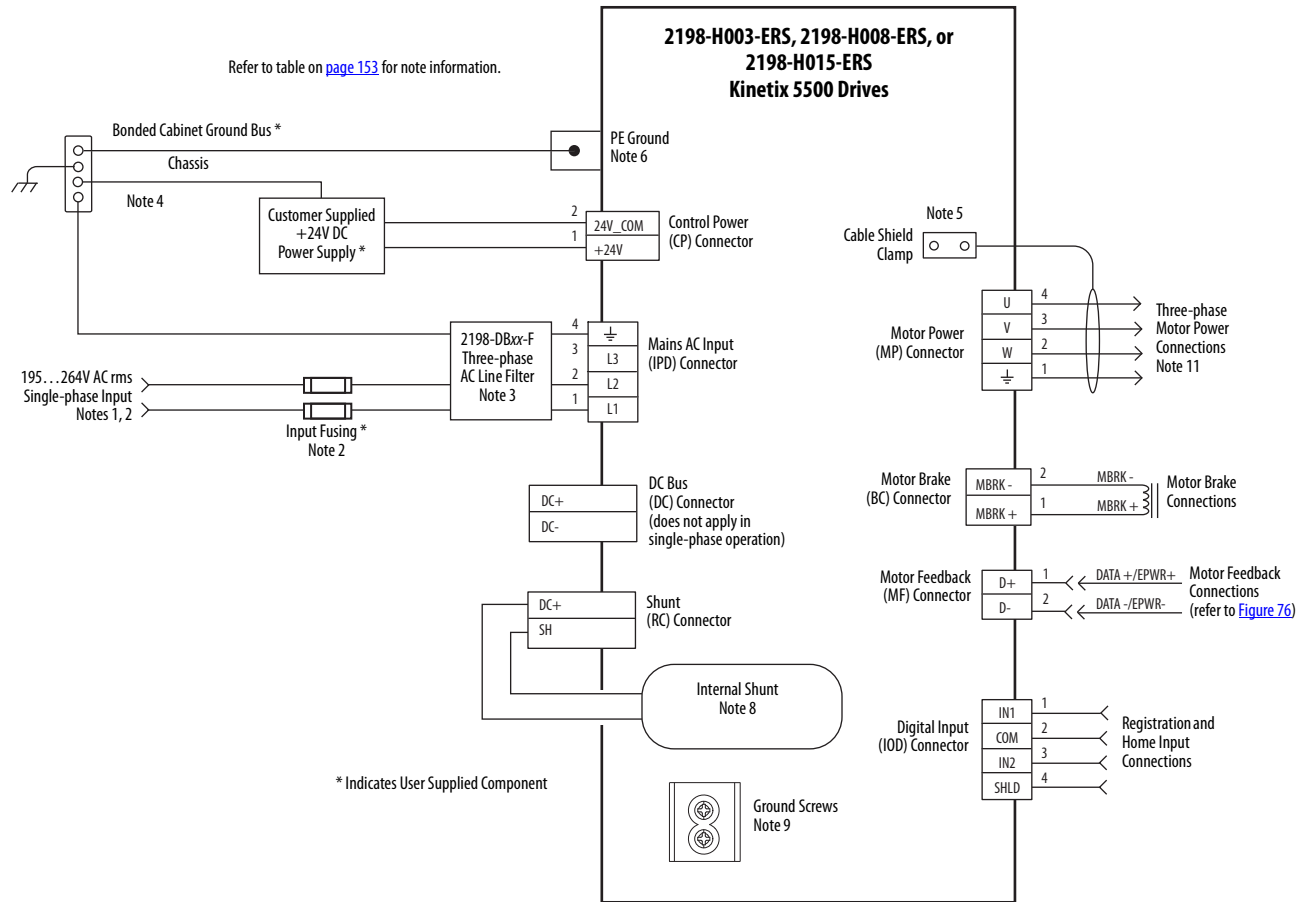 2198-H003-ERS, 2198-H008-ERS, or
2198-H015-ERS
Kinetix 5500 Drives
Refer to table on page 153 for note information.
Bonded Cabinet Ground Bus *
Chassis
Note 4
PE Ground
Note 6
Customer Supplied
+24V DC
Power Supply *
2
1
24V_COM
+24V
Control Power
(CP) Connector
Note 5
Cable Shield
Clamp
2198-DBxx-F
Three-phase
AC Line Filter
Note 3
4
3
2
1
L3
L2
L1
Mains AC Input
(IPD) Connector
195…264V AC rms
Single-phase Input
Notes 1, 2
Input Fusing *
Note 2
Motor Power
(MP) Connector
U
V
W
4
3
2
1
Three-phase
Motor Power
Connections
Note 11
DC+
DC-
DC Bus
(DC) Connector
(does not apply in
single-phase operation)
Motor Brake
(BC) Connector
MBRK -
MBRK +
2
1
MBRK -
MBRK +
Motor Brake
Connections
DC+
SH
Shunt
(RC) Connector
Motor Feedback
(MF) Connector
D+
D-
1
2
DATA +/EPWR+
DATA -/EPWR-
Motor Feedback
Connections
(refer to Figure 76)
Internal Shunt
Note 8
Digital Input
(IOD) Connector
IN1
COM
IN2
SHLD
1
2
3
4
Registration and
Home Input
Connections
* Indicates User Supplied Component
Ground Screws
Note 9